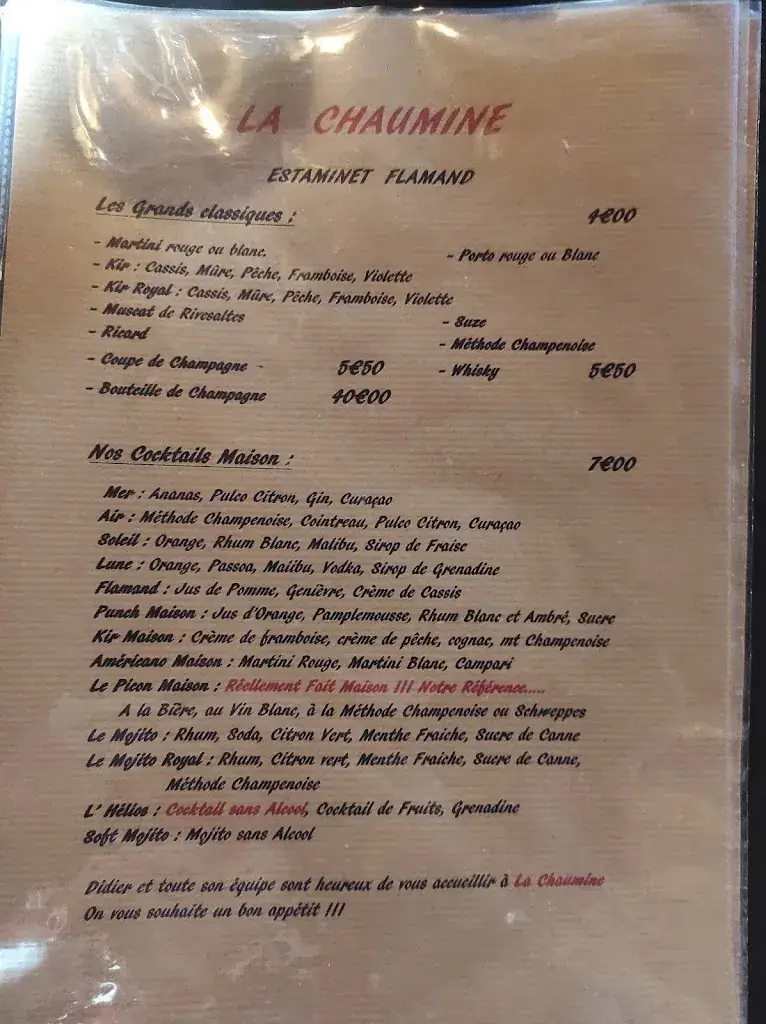 LA CHAUMINE
ESTAMINET FLAMAND
Les Grands classiques : 4€00
- Martini rouge ou blanc. - Porto rouge ou Blanc
- Kir : Cassis, Mûre, Pêche, Framboise, Violette
- Kir Royal : Cassis, Mûre, Pêche, Framboise, Violette
- Muscat de Rivesaltes - Suze
- Ricard - Méthode Champenoise
- Coupe de Champagne - 5€50 - Whisky 5€50
- Bouteille de Champagne 40€00
Nos Cocktails Maison : 7€00
Mer : Ananas, Pulco Citron, Gin, Curaçao
Air : Méthode Champenoise, Cointreau, Pulco Citron, Curaçao
Soleil : Orange, Rhum Blanc, Malibu, Sirop de Fraise
Lune : Orange, Passoa, Malibu, Vodka, Sirop de Grenadine
Flamand : Jus de Pomme, Genièvre, Crème de Cassis
Punch Maison : Jus d'Orange, Pamplemousse, Rhum Blanc et Ambré, Sucre
Kir Maison : Crème de framboise, crème de pêche, cognac, mt Champenoise
Américano Maison : Martini Rouge, Martini Blanc, Campari
Le Picon Maison : Réellement Fait Maison !!! Notre Référence.....
A la Bière, au Vin Blanc, à la Méthode Champenoise ou Schweppes
Le Mojito : Rhum, Soda, Citron Vert, Menthe Fraiche, Sucre de Canne
Le Mojito Royal : Rhum, Citron vert, Menthe Fraiche, Sucre de Canne,
Méthode Champenoise
L' Hélios : Cocktail sans Alcool, Cocktail de Fruits, Grenadine
Soft Mojito : Mojito sans Alcool
Didier et toute son équipe sont heureux de vous accueillir à La Chaumine
On vous souhaite un bon appétit !!!